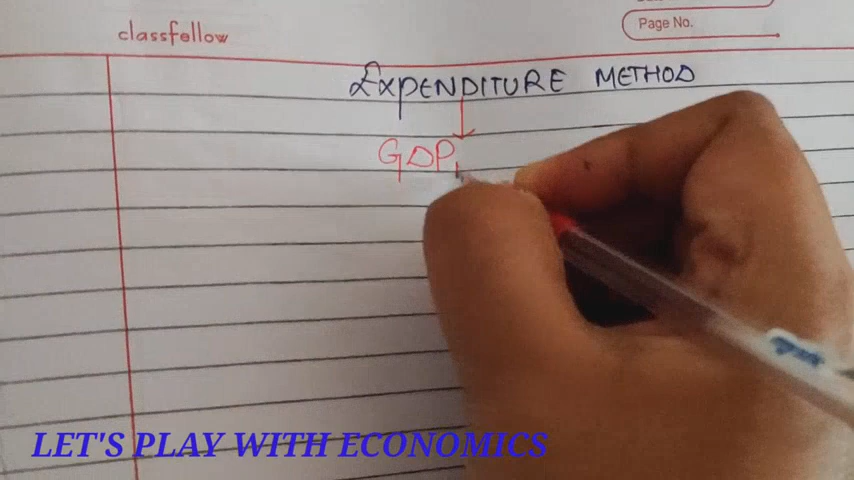 classfellow
Page No.
EXPENDITURE METHOD
GDP
LET'S PLAY WITH ECONOMICS